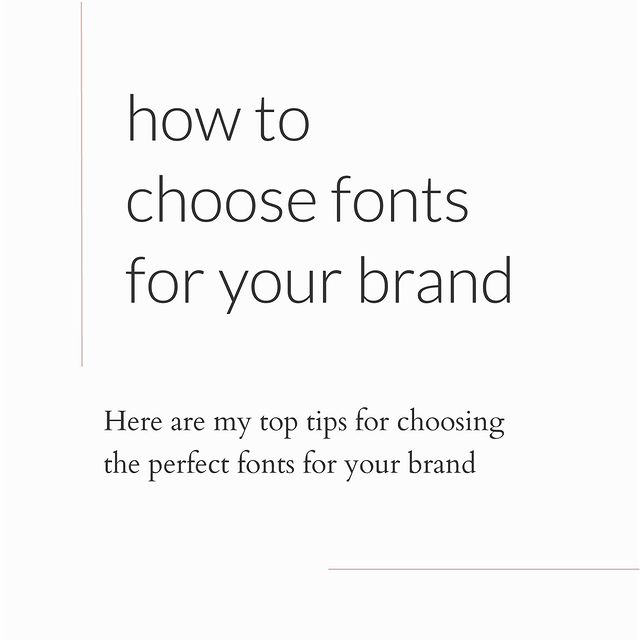 how to
choose fonts
for your brand
Here are my top tips for choosing
the perfect fonts for your brand